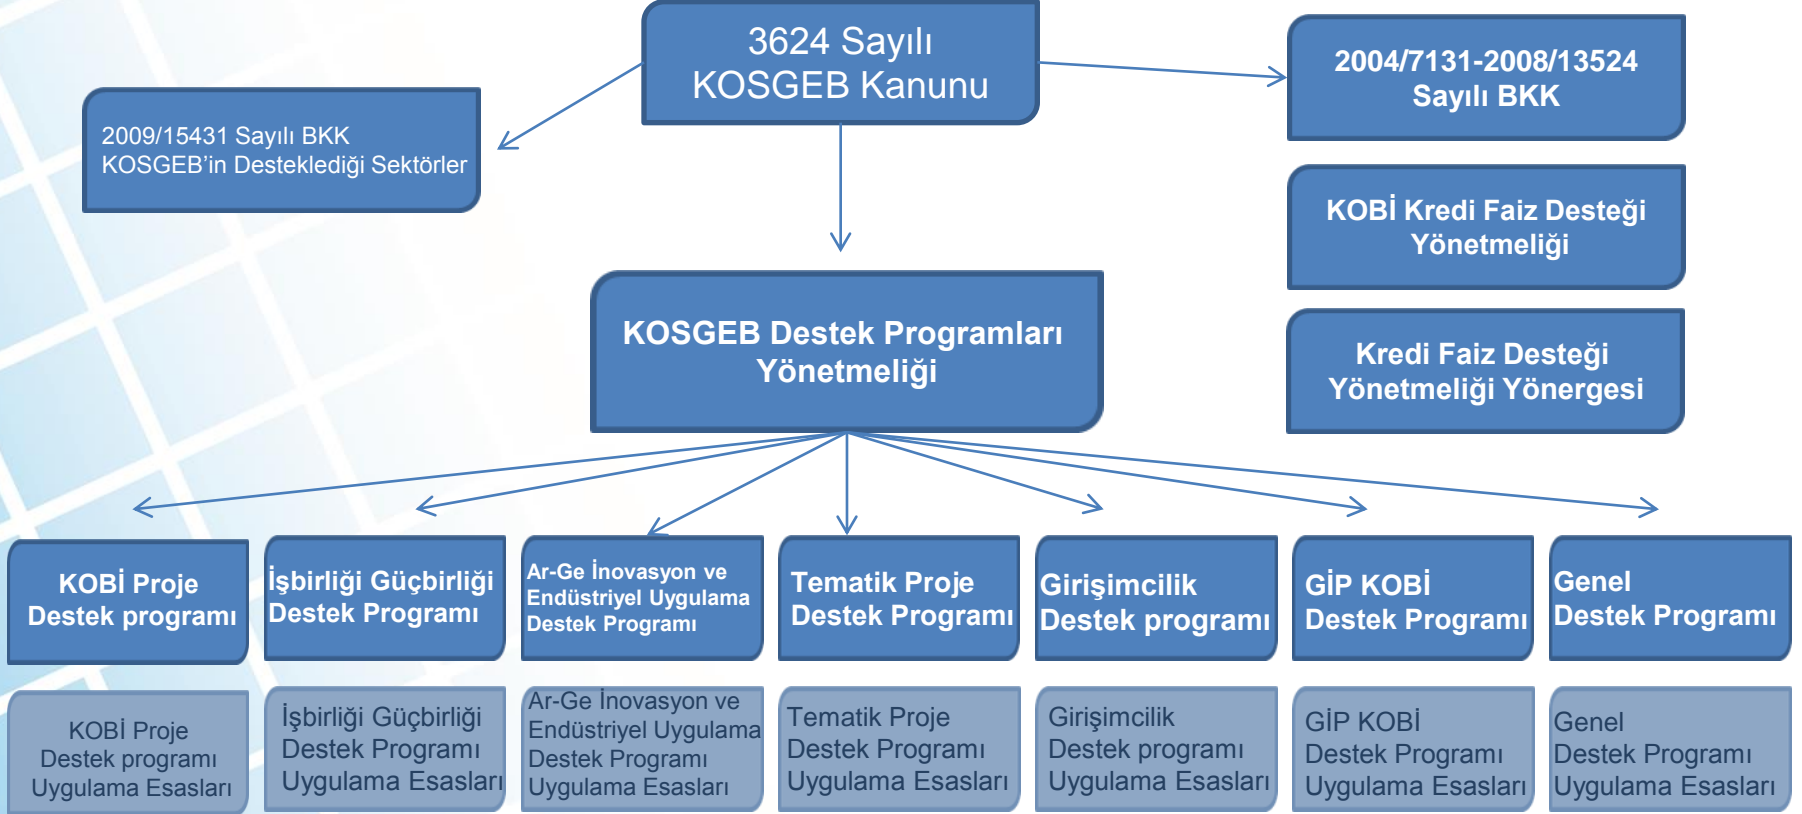 3624 Sayılı
KOSGEB Kanunu
2004/7131-2008/13524
Sayılı BKK
2009/15431 Sayılı BKK
KOSGEB’in Desteklediği Sektörler
KOBİ Kredi Faiz Desteği
Yönetmeliği
KOSGEB Destek Programları
Yönetmeliği
Kredi Faiz Desteği
Yönetmeliği Yönergesi
KOBİ Proje
Destek programı
İşbirliği Güçbirliği
Destek Programı
Ar-Ge İnovasyon ve
Endüstriyel Uygulama
Destek Programı
Tematik Proje
Destek Programı
Girişimcilik
Destek programı
GİP KOBİ
Destek Programı
Genel
Destek Programı
KOBİ Proje
Destek programı
Uygulama Esasları
İşbirliği Güçbirliği
Destek Programı
Uygulama Esasları
Ar-Ge İnovasyon ve
Endüstriyel Uygulama
Destek Programı
Uygulama Esasları
Tematik Proje
Destek Programı
Uygulama Esasları
Girişimcilik
Destek programı
Uygulama Esasları
GİP KOBİ
Destek Programı
Uygulama Esasları
Genel
Destek Programı
Uygulama Esasları